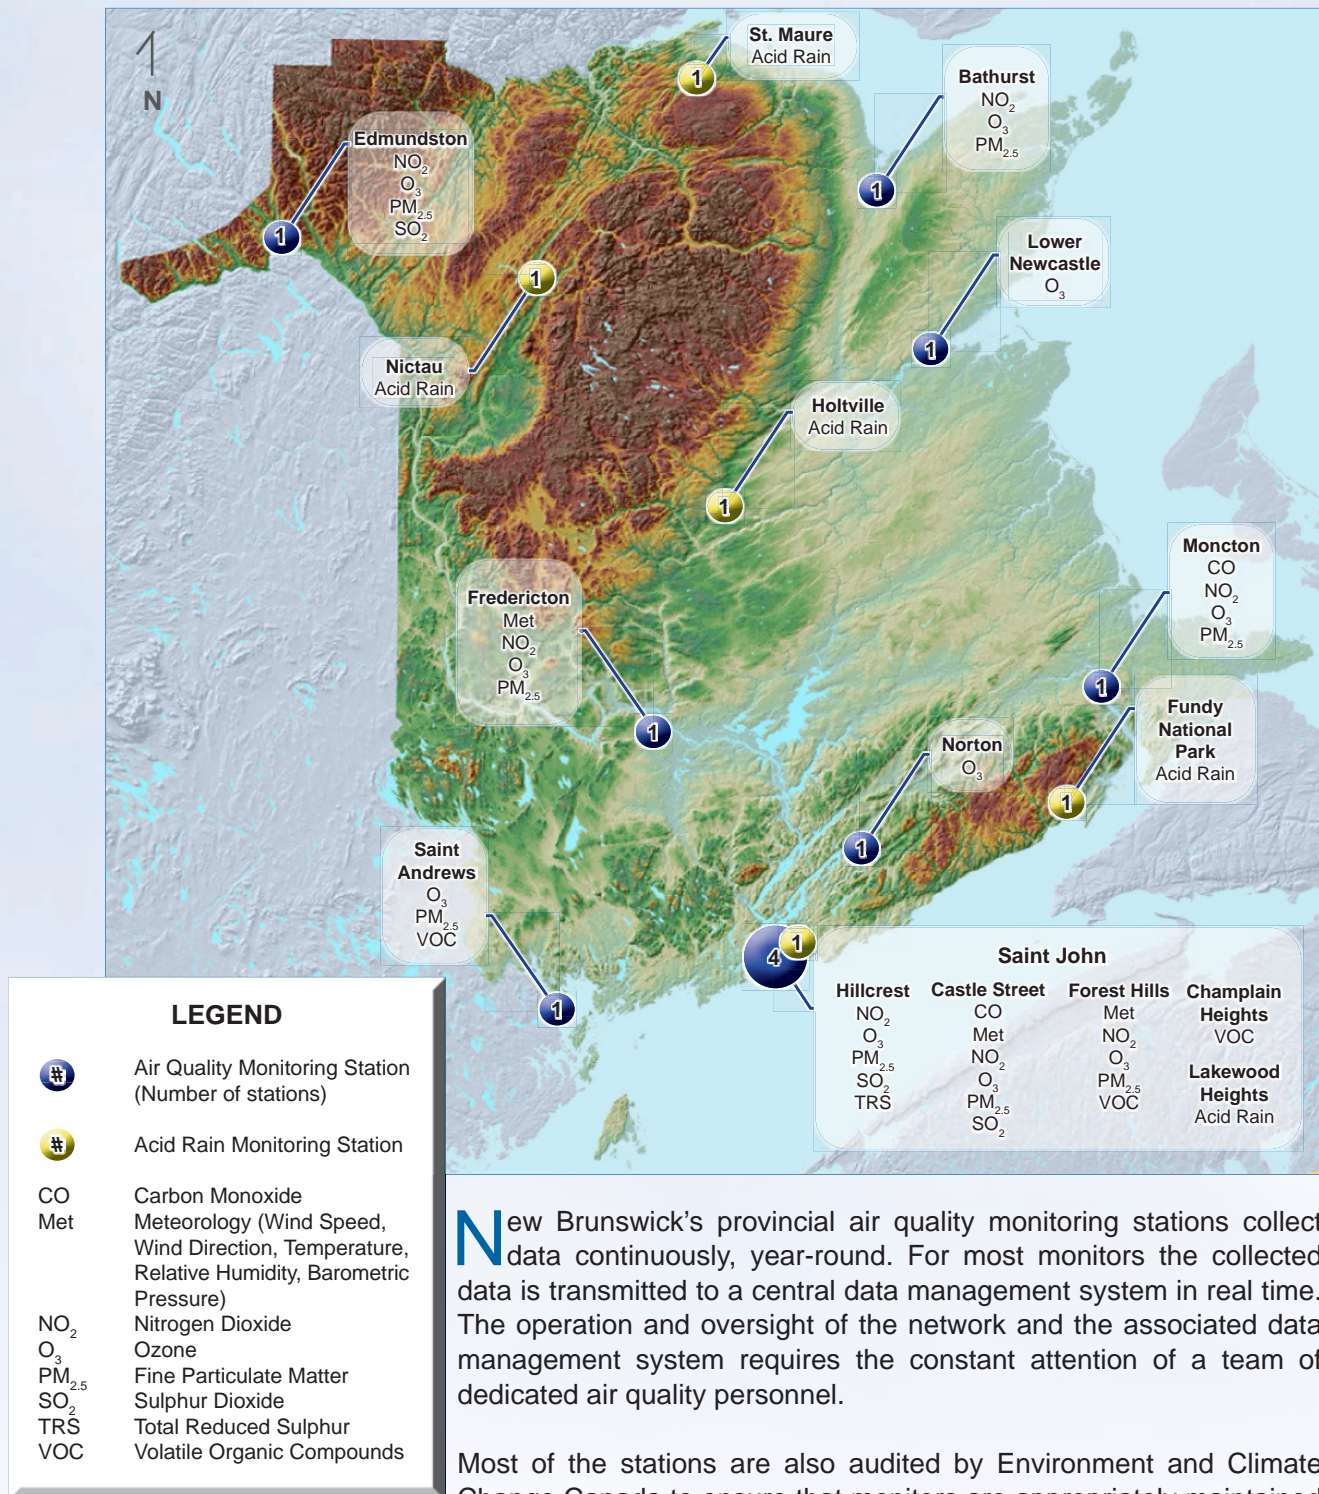 N
St. Maure
Acid Rain
1
Bathurst
NO2
O3
PM2.5
1
Edmundston
NO2
O3
PM2.5
SO2
1
Lower
Newcastle
O3
1
1
Nictau
Acid Rain
Holtville
Acid Rain
1
Moncton
CO
NO2
O3
PM2.5
1
Fredericton
Met
NO2
O3
PM2.5
1
Fundy
National
Park
Acid Rain
1
Norton
O3
1
Saint
Andrews
O3
PM2.5
VOC
1
4
1
Saint John
Hillcrest
NO2
O3
PM2.5
SO2
TRS
Castle Street
CO
Met
NO2
O3
PM2.5
SO2
Forest Hills
Met
NO2
O3
PM2.5
VOC
Champlain
Heights
VOC
Lakewood
Heights
Acid Rain
LEGEND
# Air Quality Monitoring Station
(Number of stations)
# Acid Rain Monitoring Station
CO Carbon Monoxide
Met Meteorology (Wind Speed,
Wind Direction, Temperature,
Relative Humidity, Barometric
Pressure)
NO2 Nitrogen Dioxide
O3 Ozone
PM2.5 Fine Particulate Matter
SO2 Sulphur Dioxide
TRS Total Reduced Sulphur
VOC Volatile Organic Compounds
New Brunswick's provincial air quality monitoring stations collect
data continuously, year-round. For most monitors the collected
data is transmitted to a central data management system in real time.
The operation and oversight of the network and the associated data
management system requires the constant attention of a team of
dedicated air quality personnel.
Most of the stations are also audited by Environment and Climate
Change Canada to ensure that monitors are appropriately maintained